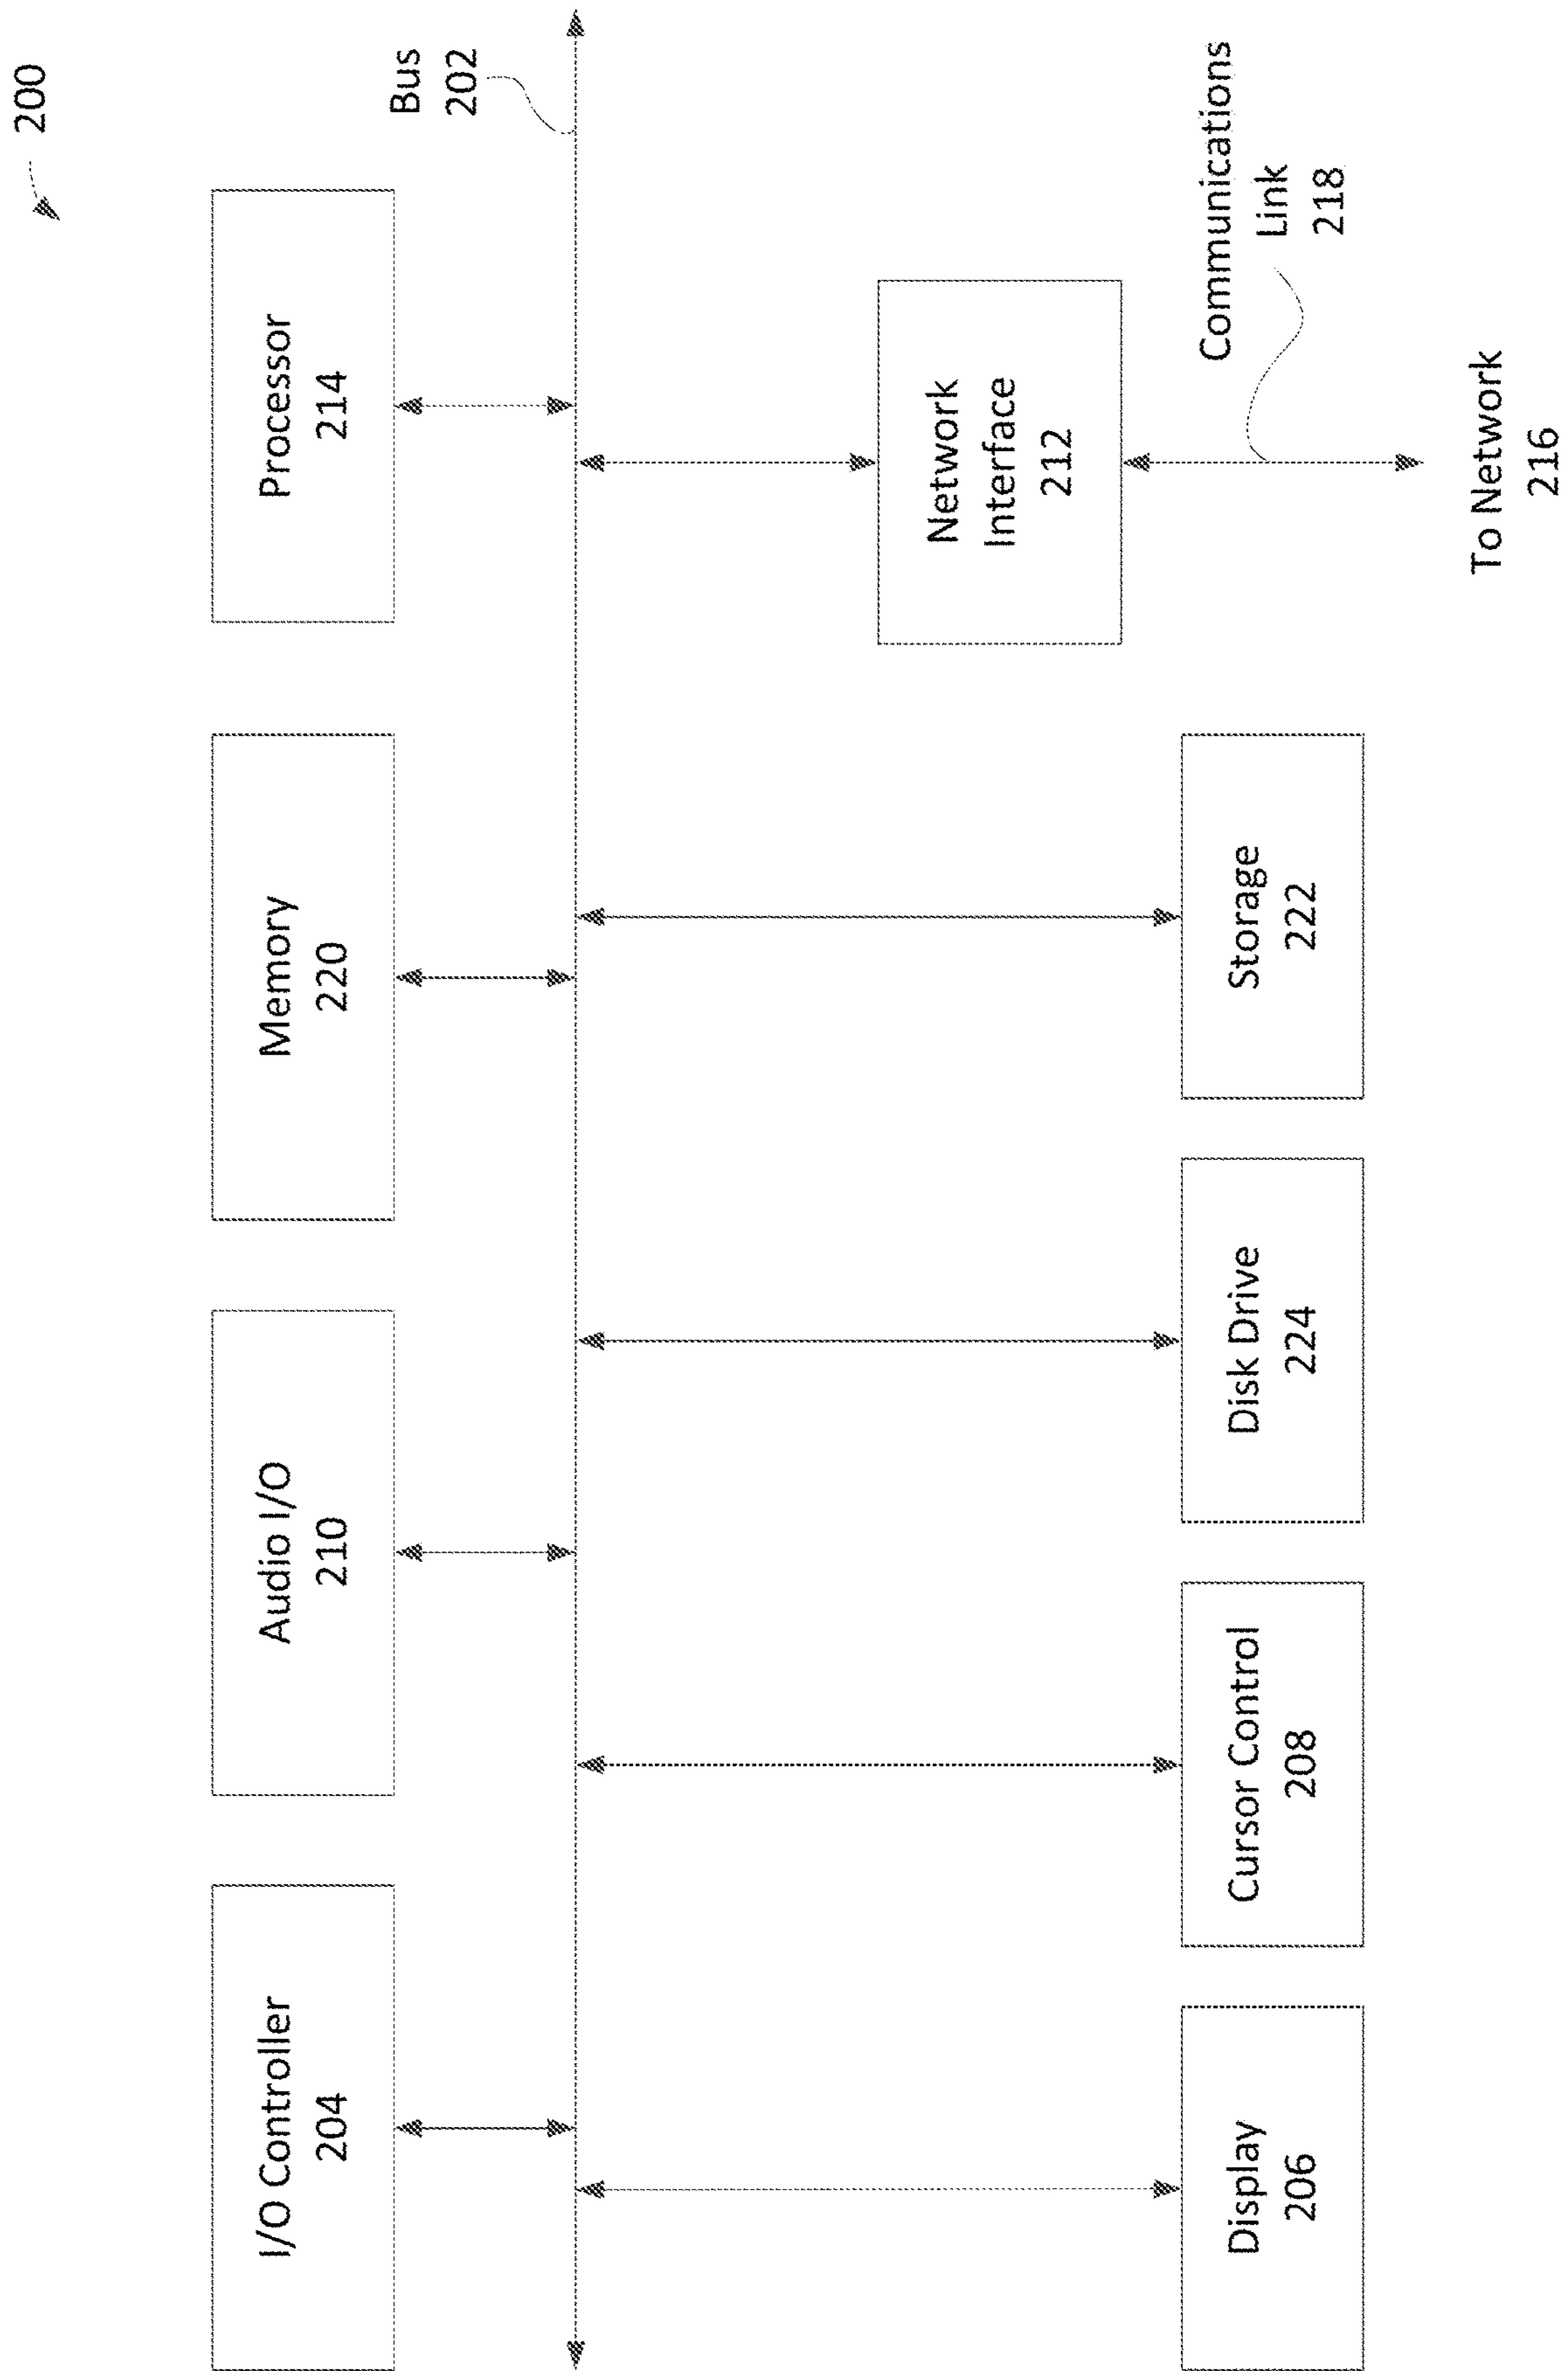 200
I/O Controller
204
Audio I/O
210
Memory
220
Processor
214
Bus
202
Network
Interface
212
Communications
Link
218
Display
206
Cursor Control
208
Disk Drive
224
Storage
222
To Network
216